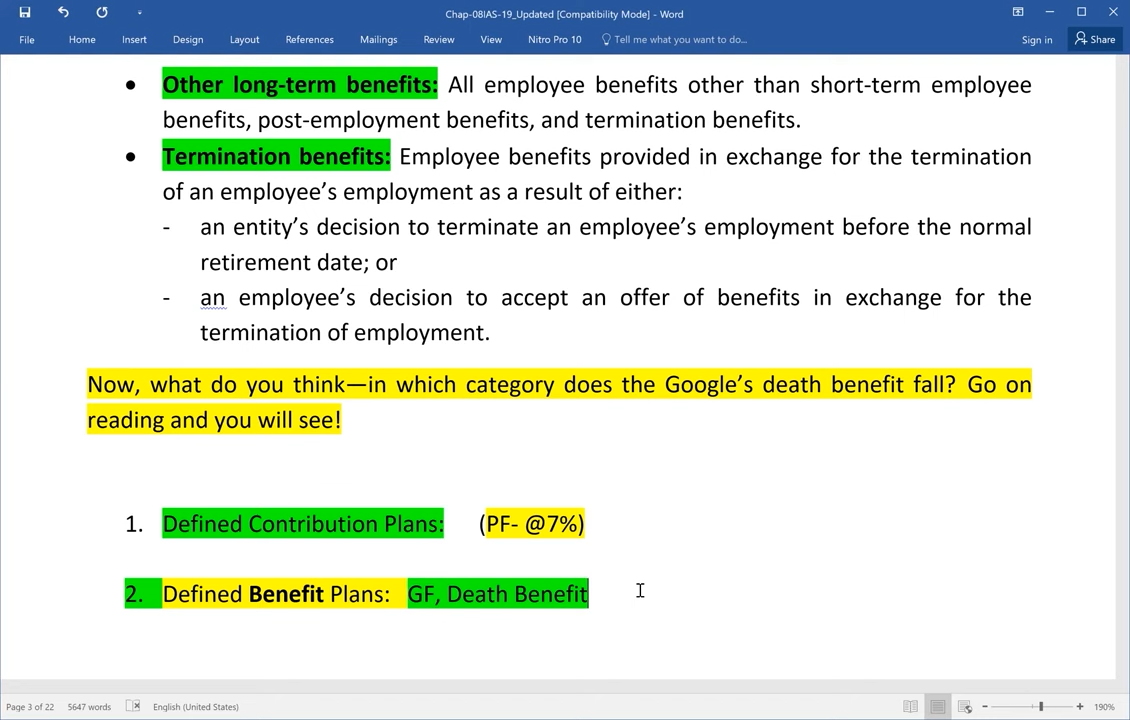 Chap-08IAS-19_Updated [Compatibility Mode] - Word
File Home Insert Design Layout References Mailings Review View Nitro Pro 10 Tell me what you want to do... Sign in Share
• Other long-term benefits: All employee benefits other than short-term employee
benefits, post-employment benefits, and termination benefits.
• Termination benefits: Employee benefits provided in exchange for the termination
of an employee’s employment as a result of either:
- an entity’s decision to terminate an employee’s employment before the normal
retirement date; or
- an employee’s decision to accept an offer of benefits in exchange for the
termination of employment.
Now, what do you think—in which category does the Google’s death benefit fall? Go on
reading and you will see!
1. Defined Contribution Plans: (PF- @7%)
2. Defined Benefit Plans: GF, Death Benefit
Page 3 of 22 5647 words English (United States) 190%